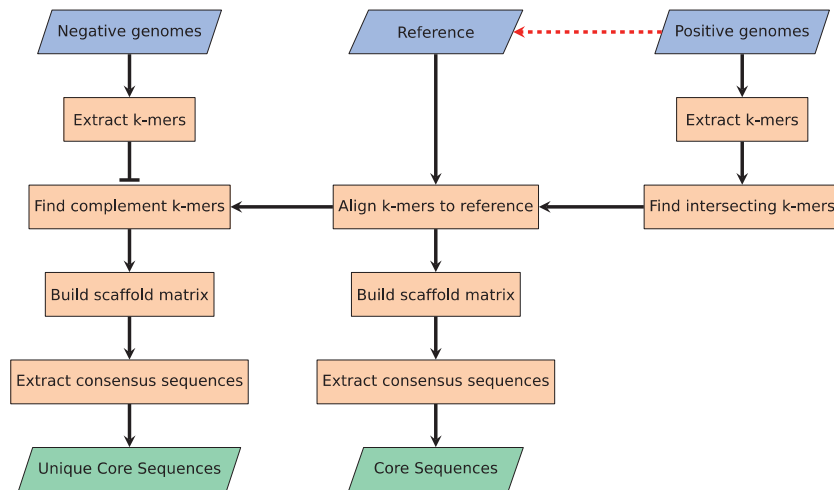 Negative genomes
Reference
Positive genomes
Extract k-mers
Extract k-mers
Find complement k-mers
Align k-mers to reference
Find intersecting k-mers
Build scaffold matrix
Build scaffold matrix
Extract consensus sequences
Extract consensus sequences
Unique Core Sequences
Core Sequences